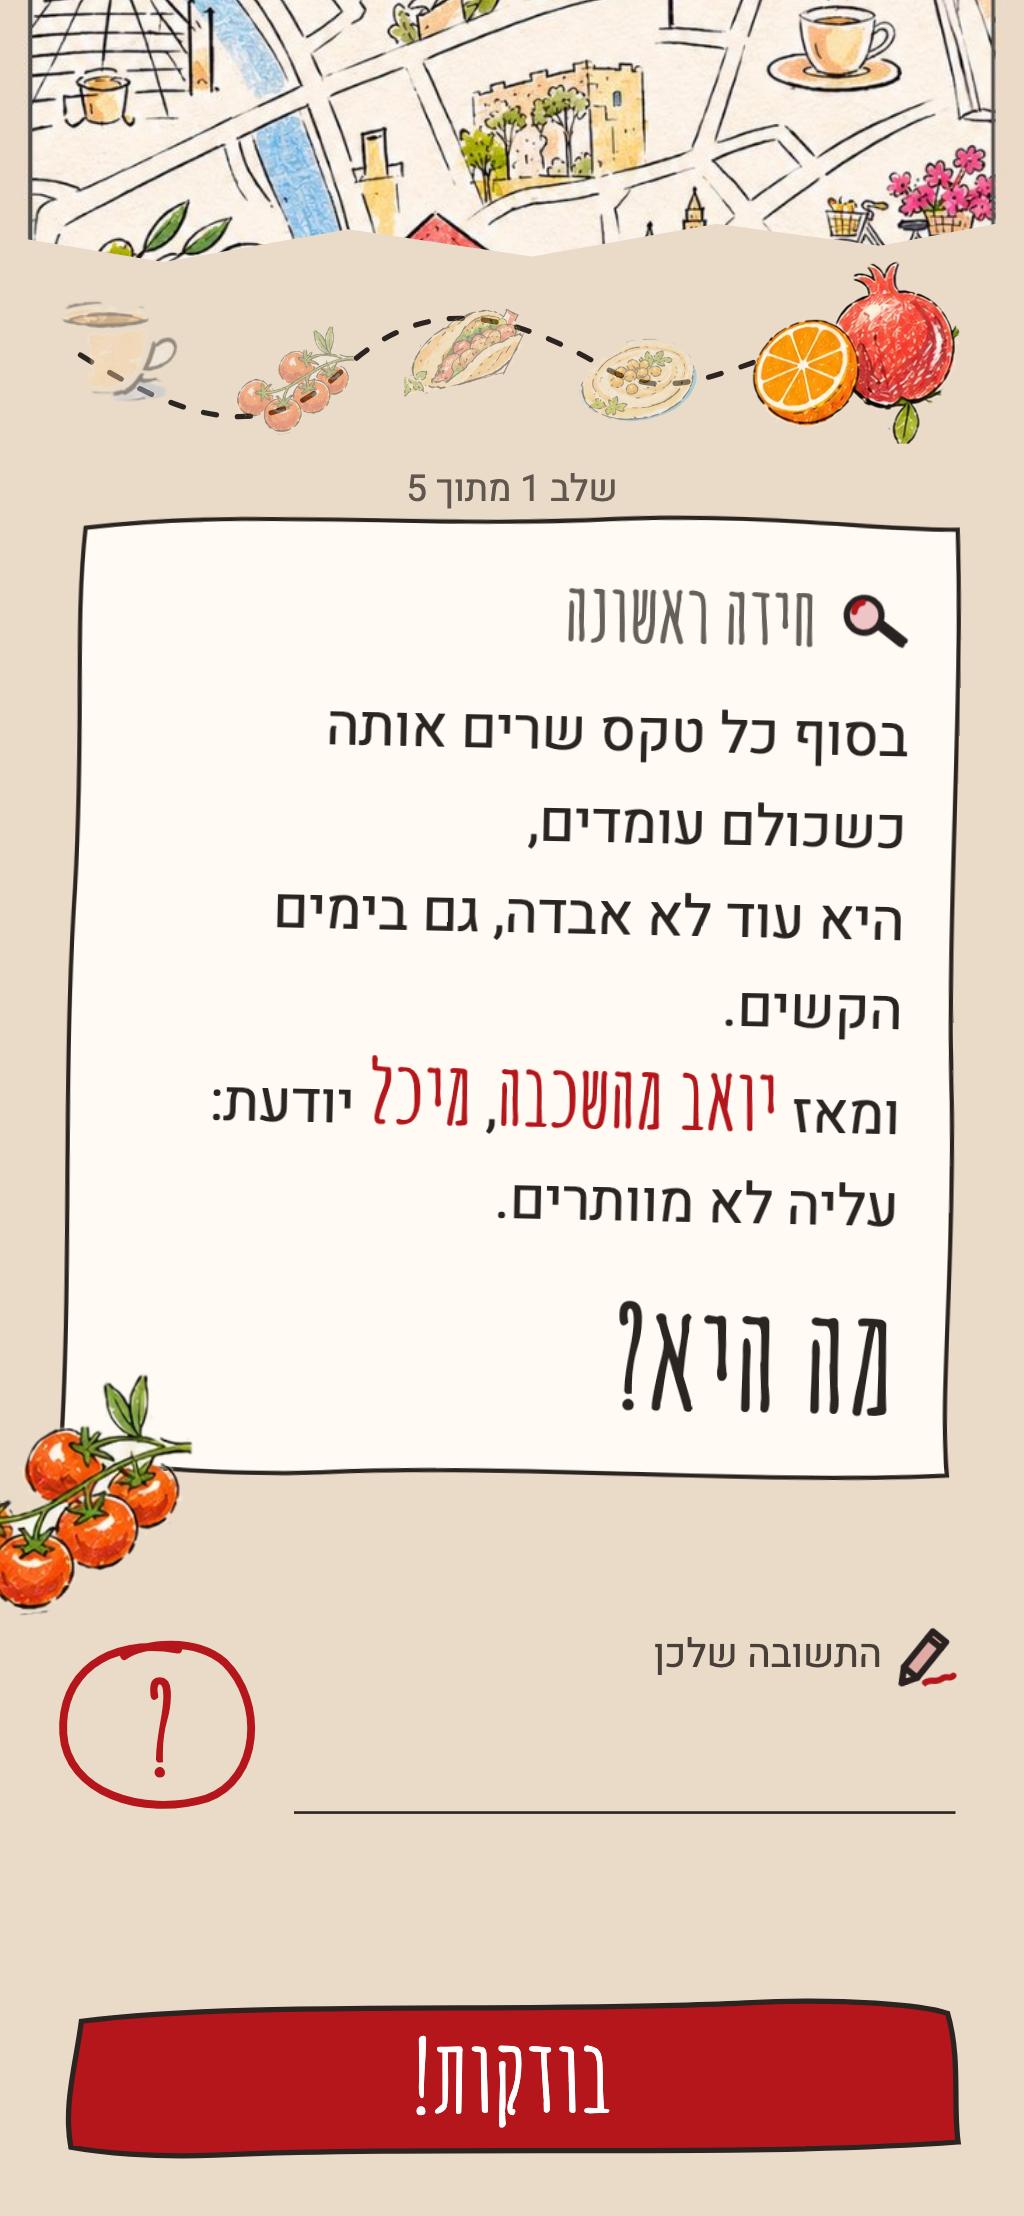 שלב 1 מתוך 5
חידה ראשונה
בסוף כל טקס שרים אותה
כשכולם עומדים,
היא עוד לא אבדה, גם בימים
הקשים.
ומאז יואב מהשכבה, מיכל יודעת:
עליה לא מוותרים.
מה היא?
התשובה שלכן
?
בודקות!